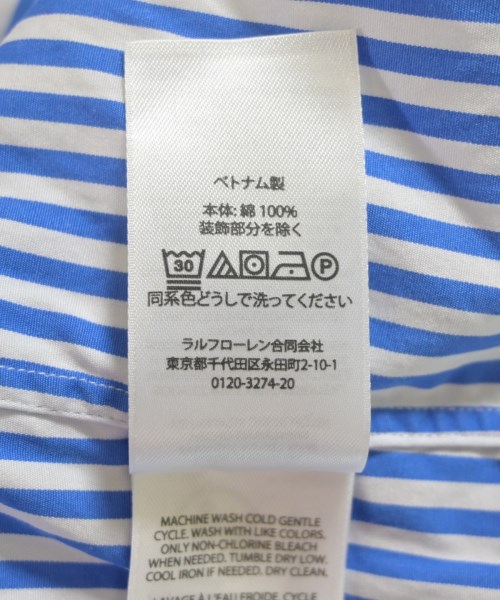 ベトナム製
本体: 綿 100%
装飾部分を除く
30 P
同系色どうしで洗ってください
ラルフローレン合同会社
東京都千代田区永田町2-10-1
0120-3274-20
MACHINE WASH COLD GENTLE
CYCLE. WASH WITH LIKE COLORS.
ONLY NON-CHLORINE BLEACH
WHEN NEEDED. TUMBLE DRY LOW.
COOL IRON IF NEEDED. DRY CLEAN.
LAVAGE À L'EAU FROIDE, CYCLE